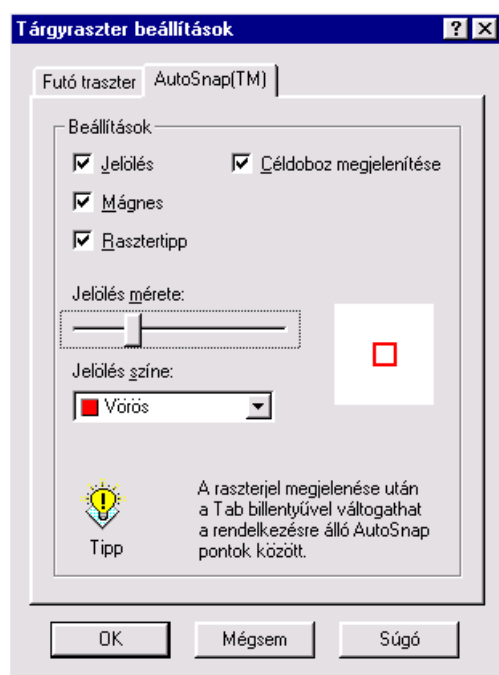 Tárgyraszter beállítások
Futó traszter
AutoSnap(TM)
Beállítások
Jelölés
Céldoboz megjelenítése
Mágnes
Rasztertipp
Jelölés mérete:
Jelölés színe:
Vörös
A raszterjel megjelenése után
a Tab billentyűvel váltogathat
a rendelkezésre álló AutoSnap
pontok között.
Tipp
OK
Mégsem
Súgó